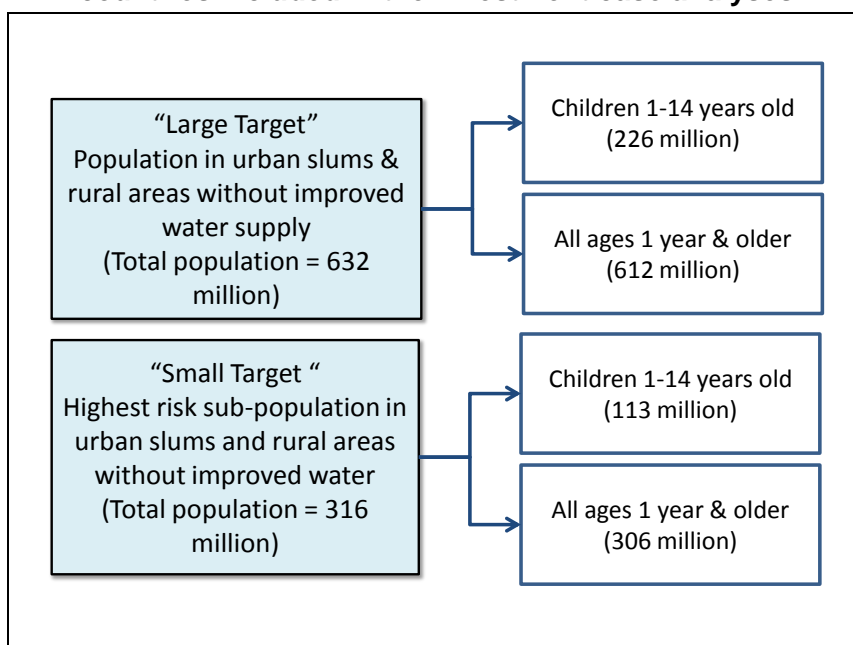 “Large Target”
Population in urban slums &
rural areas without improved
water supply
(Total population = 632
million)
Children 1-14 years old
(226 million)
All ages 1 year & older
(612 million)
“Small Target “
Highest risk sub-population in
urban slums and rural areas
without improved water
(Total population = 316
million)
Children 1-14 years old
(113 million)
All ages 1 year & older
(306 million)